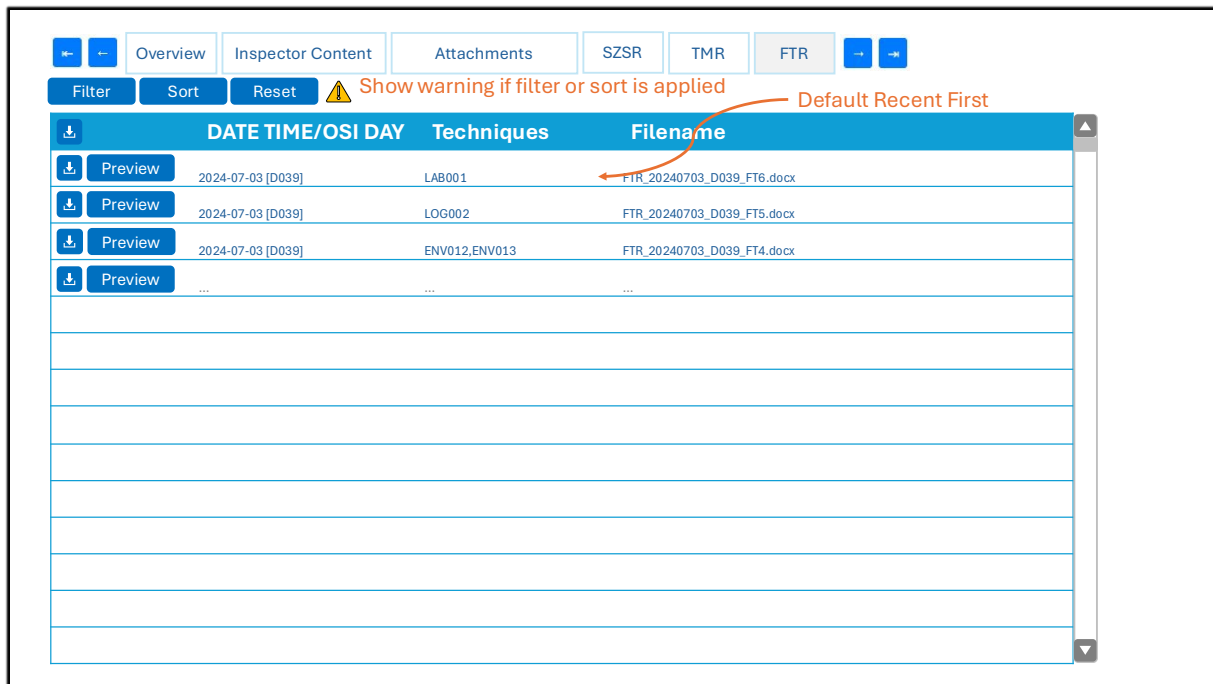 ⇤ ← Overview Inspector Content Attachments SZSR TMR FTR → ⇥
Filter Sort Reset Show warning if filter or sort is applied
Default Recent First
DATE TIME/OSI DAY Techniques Filename
Preview 2024-07-03 [D039] LAB001 FTR_20240703_D039_FT6.docx
Preview 2024-07-03 [D039] LOG002 FTR_20240703_D039_FT5.docx
Preview 2024-07-03 [D039] ENV012,ENV013 FTR_20240703_D039_FT4.docx
Preview ... ... ...